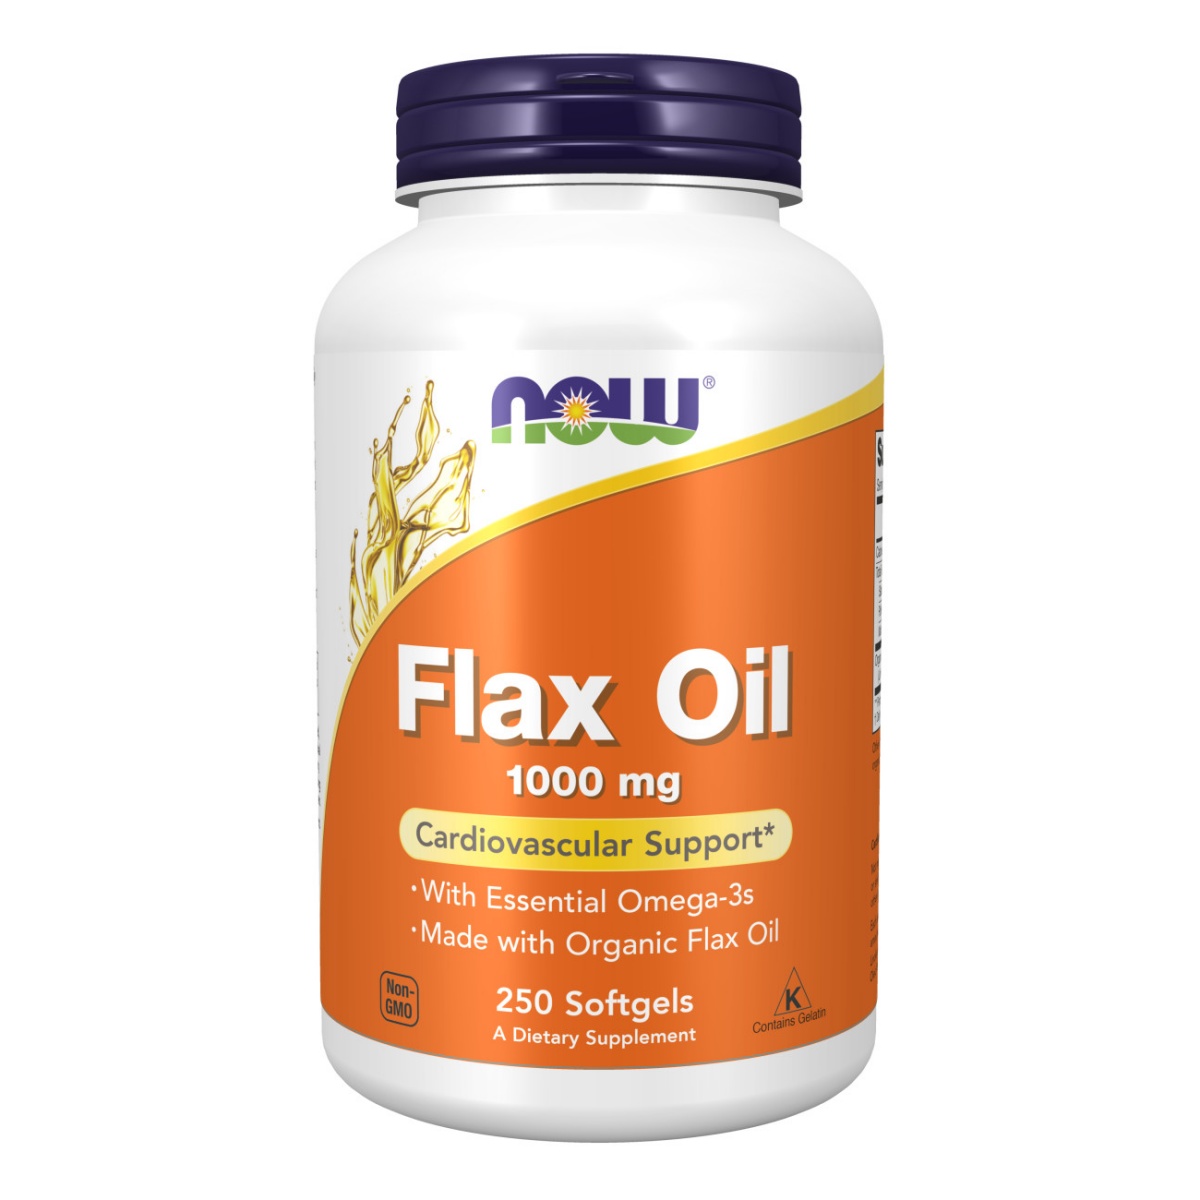 NOW®
Flax Oil
1000 mg
Cardiovascular Support*
·With Essential Omega-3s
·Made with Organic Flax Oil
Non-
GMO
250 Softgels
A Dietary Supplement
K
Contains Gelatin